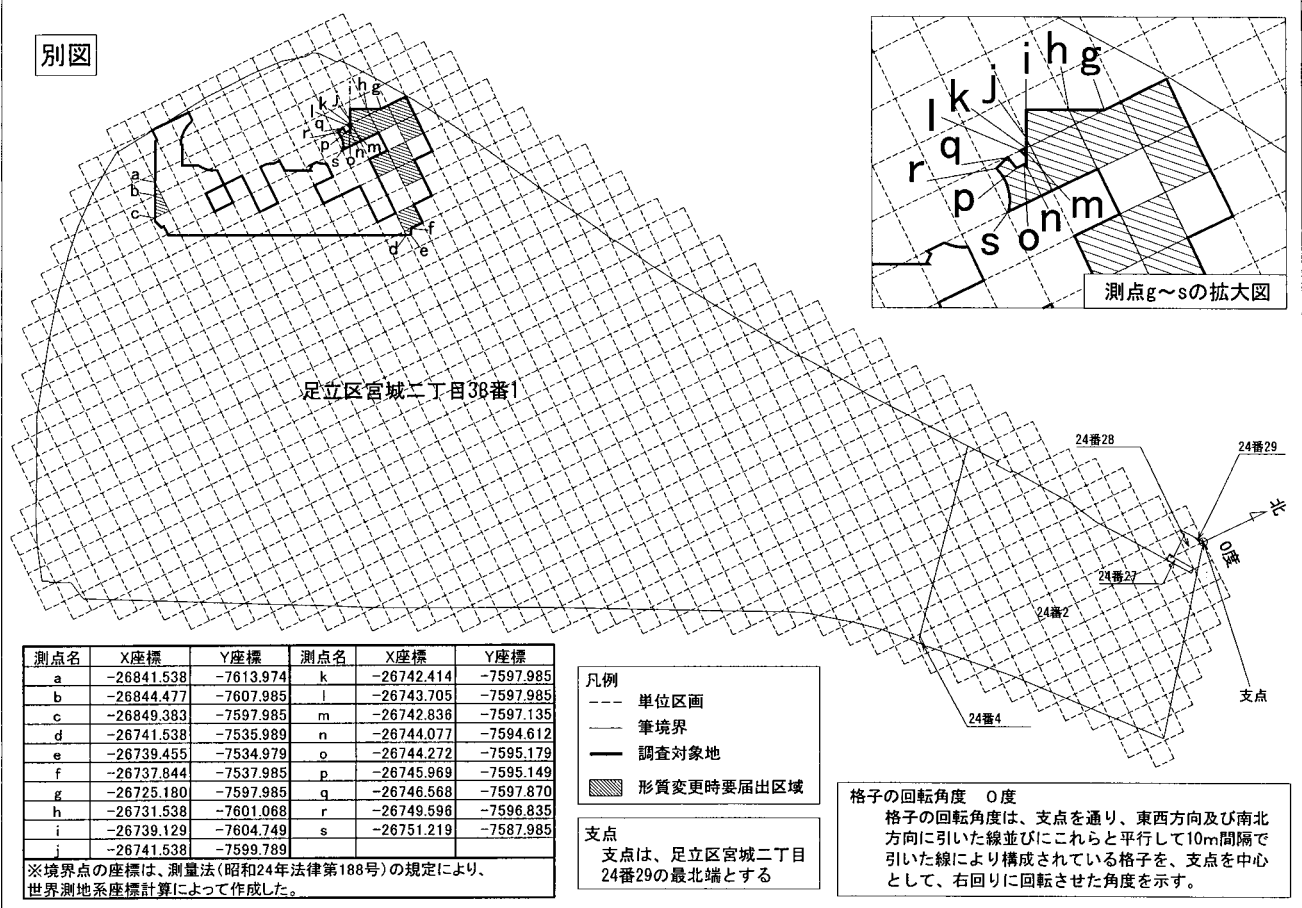 別図
a
b
c
d
e
f
g
h
i
j
k
l
m
n
o
p
q
r
s
i
h
g
j
k
l
q
r
p
s
o
n
m
測点g～sの拡大図
足立区宮城二丁目38番1
24番28
24番29
北
0度
24番27
24番2
24番4
支点
測点名 X座標 Y座標 測点名 X座標 Y座標
a -26841.538 -7613.974 k -26742.414 -7597.985
b -26844.477 -7607.985 l -26743.705 -7597.985
c -26849.383 -7597.985 m -26742.836 -7597.135
d -26741.538 -7535.989 n -26744.077 -7594.612
e -26739.455 -7534.979 o -26744.272 -7595.179
f -26737.844 -7537.985 p -26745.969 -7595.149
g -26725.180 -7597.985 q -26746.568 -7597.870
h -26731.538 -7601.068 r -26749.596 -7596.835
i -26739.129 -7604.749 s -26751.219 -7587.985
j -26741.538 -7599.789
※境界点の座標は、測量法（昭和24年法律第188号）の規定により、
世界測地系座標計算によって作成した。
凡例
単位区画
筆境界
調査対象地
形質変更時要届出区域
支点
支点は、足立区宮城二丁目
24番29の最北端とする
格子の回転角度　0度
格子の回転角度は、支点を通り、東西方向及び南北
方向に引いた線並びにこれらと平行して10m間隔で
引いた線により構成されている格子を、支点を中心
として、右回りに回転させた角度を示す。